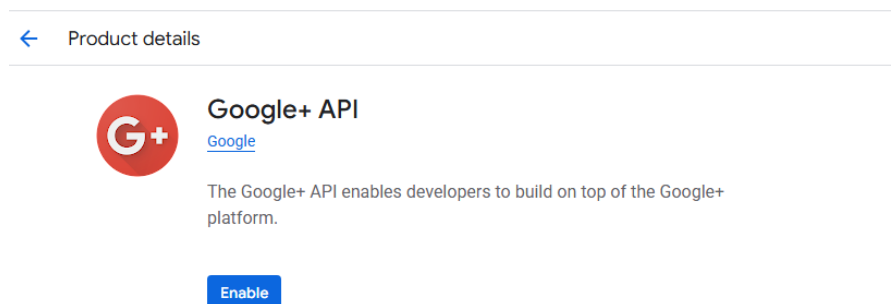 Product details
Google+ API
G+
Google
The Google+ API enables developers to build on top of the Google+
platform.
Enable